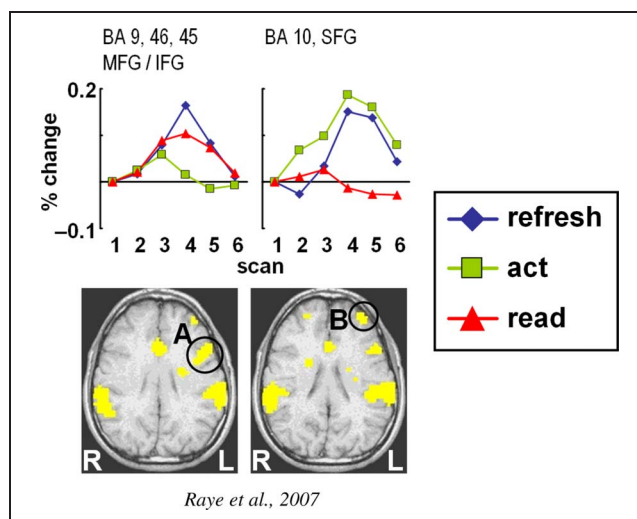 BA 9, 46, 45
MFG / IFG
BA 10, SFG
0.2
% change
–0.1
1 2 3 4 5 6
1 2 3 4 5 6
scan
refresh
act
read
A
B
R L
R L
Raye et al., 2007